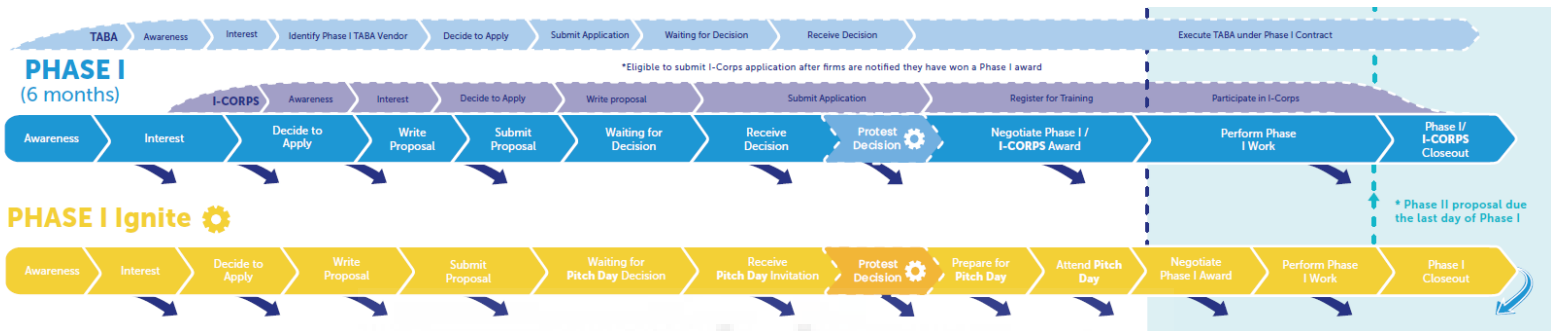 TABA
Awareness
Interest
Identify Phase I TABA Vendor
Decide to Apply
Submit Application
Waiting for Decision
Receive Decision
Execute TABA under Phase I Contract
PHASE I
(6 months)
*Eligible to submit I-Corps application after firms are notified they have won a Phase I award
I-CORPS
Awareness
Interest
Decide to Apply
Write proposal
Submit Application
Register for Training
Participate in I-Corps
Awareness
Interest
Decide to
Apply
Write
Proposal
Submit
Proposal
Waiting for
Decision
Receive
Decision
Protest
Decision
Negotiate Phase I /
I-CORPS Award
Perform Phase
I Work
Phase I/
I-CORPS
Closeout
* Phase II proposal due
the last day of Phase I
PHASE I Ignite
Awareness
Interest
Decide to
Apply
Write
Proposal
Submit
Proposal
Waiting for
Pitch Day Decision
Receive
Pitch Day Invitation
Protest
Decision
Prepare for
Pitch Day
Attend Pitch
Day
Negotiate
Phase I Award
Perform Phase
I Work
Phase I
Closeout